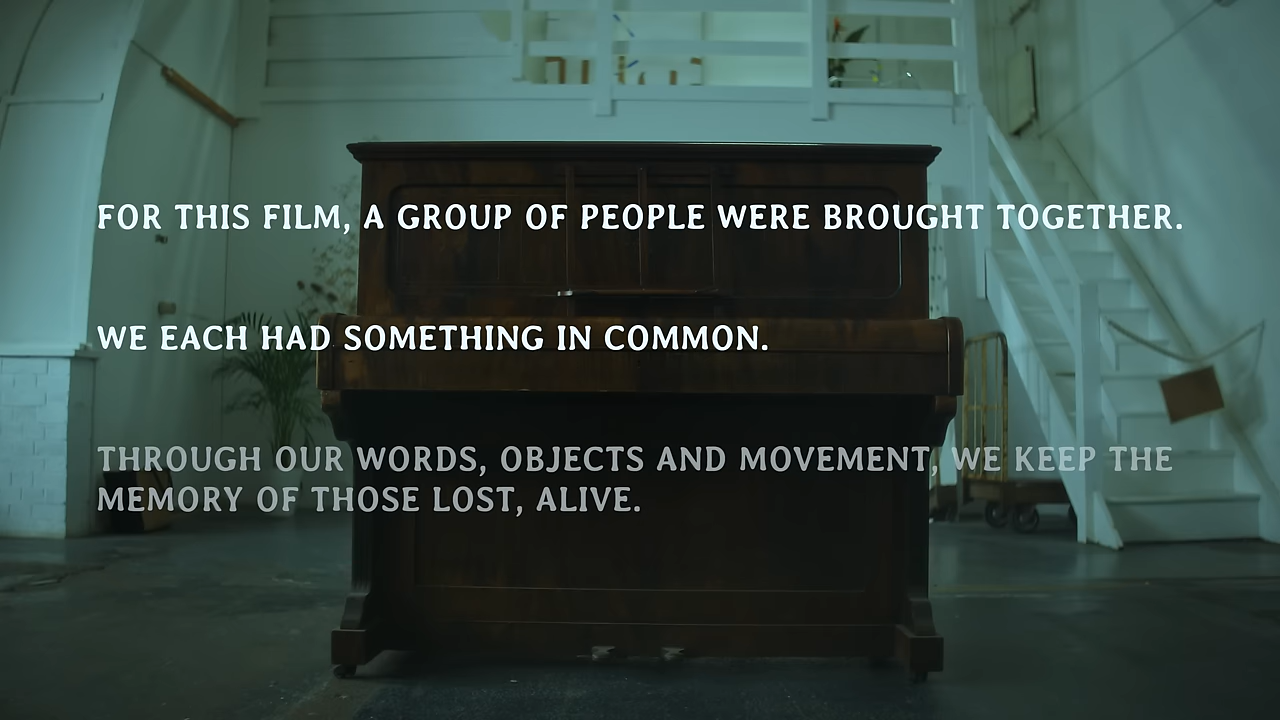 FOR THIS FILM, A GROUP OF PEOPLE WERE BROUGHT TOGETHER.
WE EACH HAD SOMETHING IN COMMON.
THROUGH OUR WORDS, OBJECTS AND MOVEMENT, WE KEEP THE
MEMORY OF THOSE LOST, ALIVE.